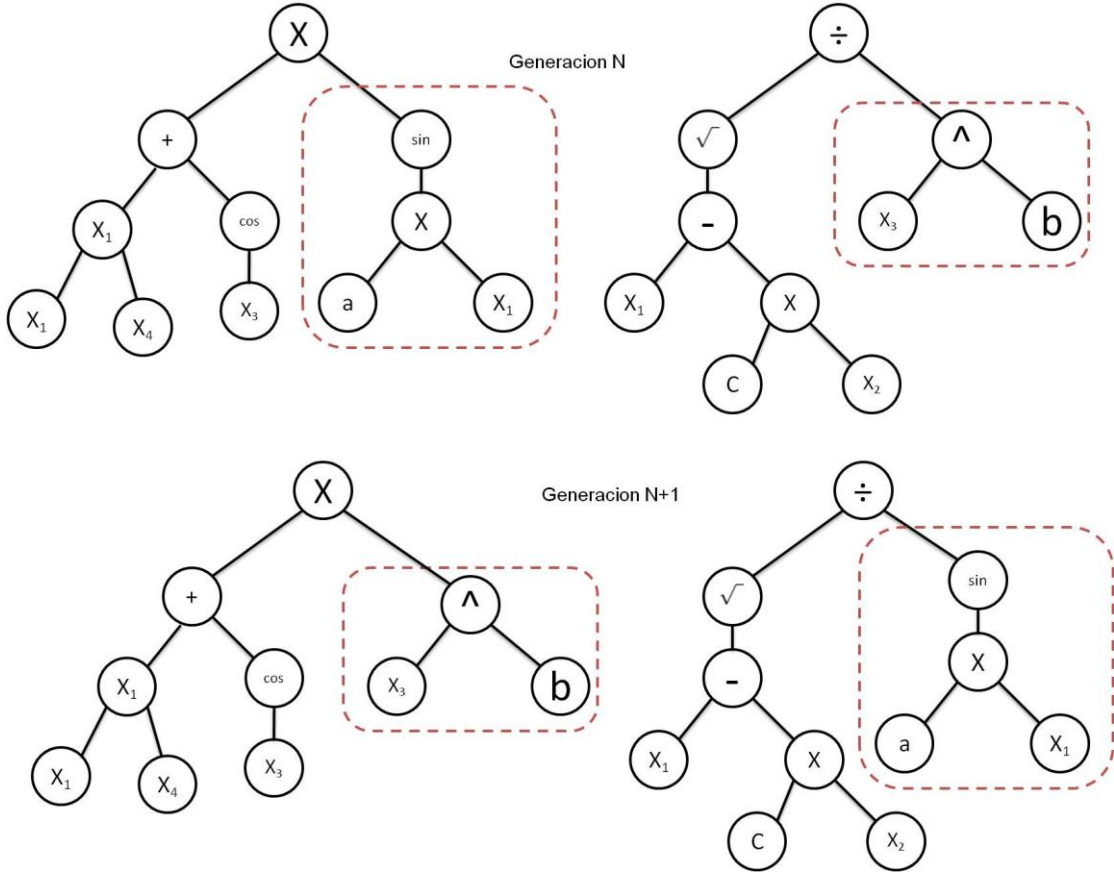 X
÷
Generacion N
+
sin
√
^
X₁
cos
X
-
X₃
b
X₁
X₄
X₃
a
X₁
X₁
X
C
X₂
X
Generacion N+1
÷
+
^
√
sin
X₁
cos
X₃
b
-
X
X₁
X₄
X₃
X₁
X
a
X₁
C
X₂